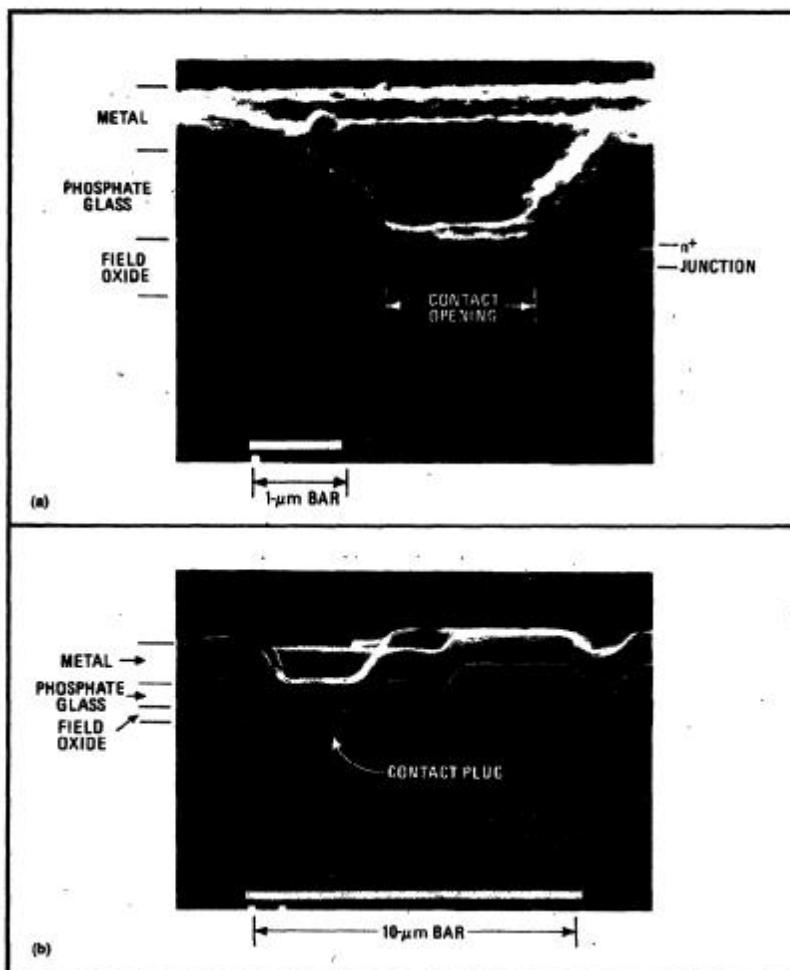 METAL
PHOSPHATE
GLASS
FIELD
OXIDE
n+
JUNCTION
CONTACT
OPENING
1-μm BAR
(a)
METAL
PHOSPHATE
GLASS
FIELD
OXIDE
CONTACT PLUG
10-μm BAR
(b)